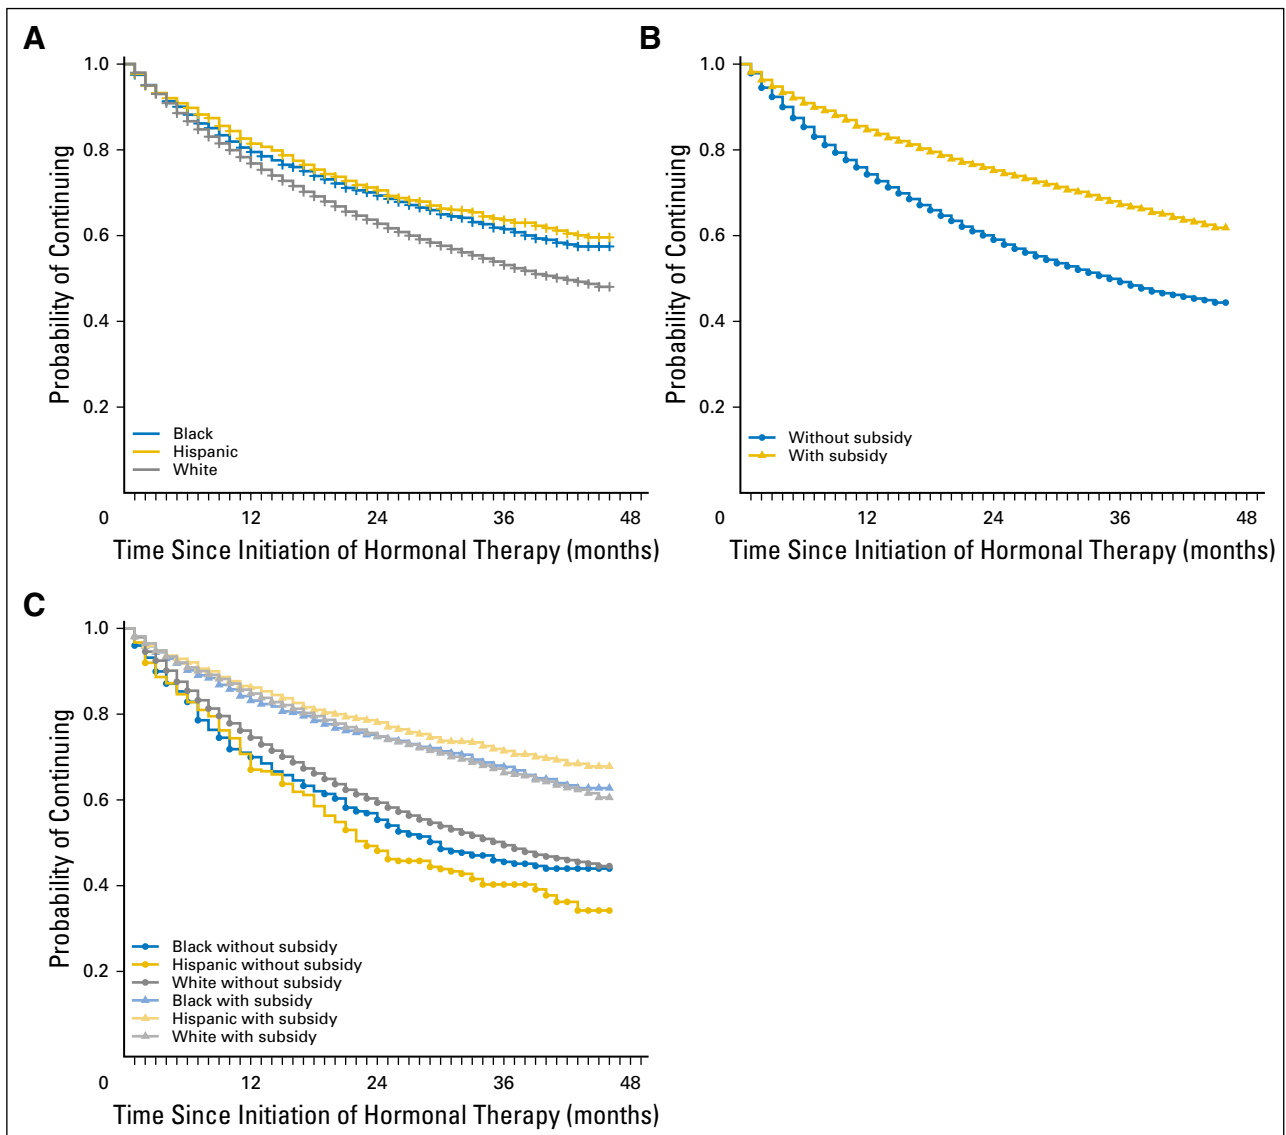 A
1.0
0.8
0.6
0.4
0.2
Probability of Continuing
Black
Hispanic
White
0 12 24 36 48
Time Since Initiation of Hormonal Therapy (months)
B
1.0
0.8
0.6
0.4
0.2
Probability of Continuing
Without subsidy
With subsidy
0 12 24 36 48
Time Since Initiation of Hormonal Therapy (months)
C
1.0
0.8
0.6
0.4
0.2
Probability of Continuing
Black without subsidy
Hispanic without subsidy
White without subsidy
Black with subsidy
Hispanic with subsidy
White with subsidy
0 12 24 36 48
Time Since Initiation of Hormonal Therapy (months)